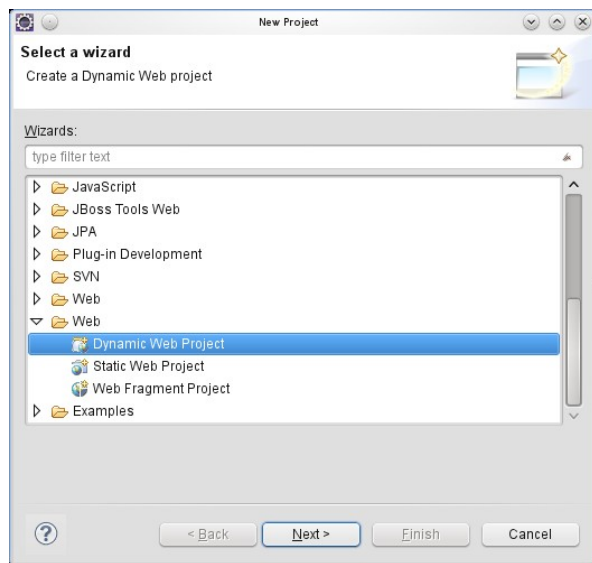 New Project
Select a wizard
Create a Dynamic Web project
Wizards:
type filter text
JavaScript
JBoss Tools Web
JPA
Plug-in Development
SVN
Web
Web
Dynamic Web Project
Static Web Project
Web Fragment Project
Examples
< Back Next > Finish Cancel